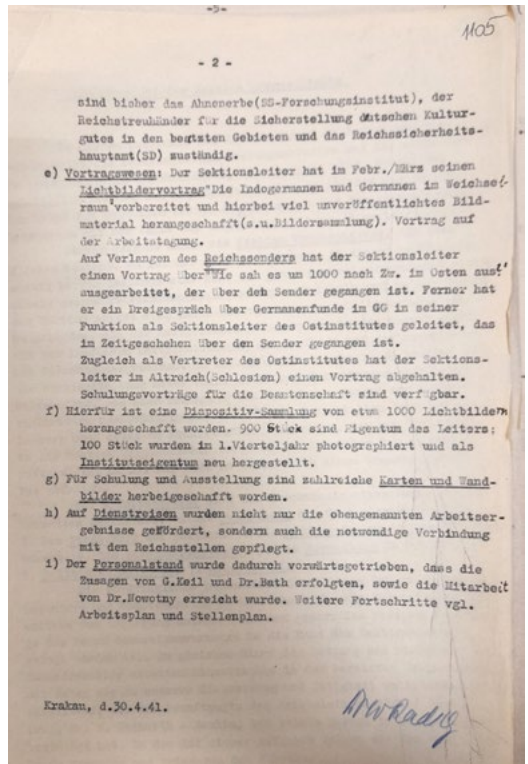 -5-
1105
- 2 -
sind bisher das Ahnenerbe(SS-Forschungsinstitut), der
Reichstreuhänder für die Sicherstellung deutschen Kultur-
gutes in den besetzten Gebieten und das Reichssicherheits-
hauptamt(SD) zuständig.
e) Vortragswesen: Der Sektionsleiter hat im Febr./März seinen
Lichtbildervortrag"Die Indogermanen und Germanen im Weichsel-
raum"vorbereitet und hierbei viel unveröffentlichtes Bild-
material herangeschafft(s.u.Bildersammlung). Vortrag auf
der Arbeitstagung.
Auf Verlangen des Reichssenders hat der Sektionsleiter
einen Vortrag über"Wie sah es um 1000 nach Zw. im Osten aus?"
ausgearbeitet, der über den Sender gegangen ist. Ferner hat
er ein Dreigespräch über Germanenfunde im GG in seiner
Funktion als Sektionsleiter des Ostinstitutes geleitet, das
im Zeitgeschehen über den Sender gegangen ist.
Zugleich als Vertreter des Ostinstitutes hat der Sektions-
leiter im Altreich(Schlesien) einen Vortrag abgehalten.
Schulungsvorträge für die Beamtenschaft sind verfügbar.
f) Hierfür ist eine Dispositiv-Sammlung von etwa 1000 Lichtbildern
herangeschafft worden. 900 Stück sind Eigentum des Leiters;
100 Stück wurden in 1.Vierteljahr photographiert und als
Institutseigentum neu hergestellt.
g) Für Schulung und Ausstellung sind zahlreiche Karten und Wand-
bilder herbeigeschafft worden.
h) Auf Dienstreisen wurden nicht nur die obengenannten Arbeitser-
gebnisse gefördert, sondern auch die notwendige Verbindung
mit den Reichsstellen gepflegt.
i) Der Personalstand wurde dadurch vorwärtsgetrieben, dass die
Zusagen von G.Keil und Dr.Bath erfolgten, sowie die Mitarbeit
von Dr.Nowotny erreicht wurde. Weitere Fortschritte vgl.
Arbeitsplan und Stellenplan.
Krakau, d.30.4.41.
Dr W Radig